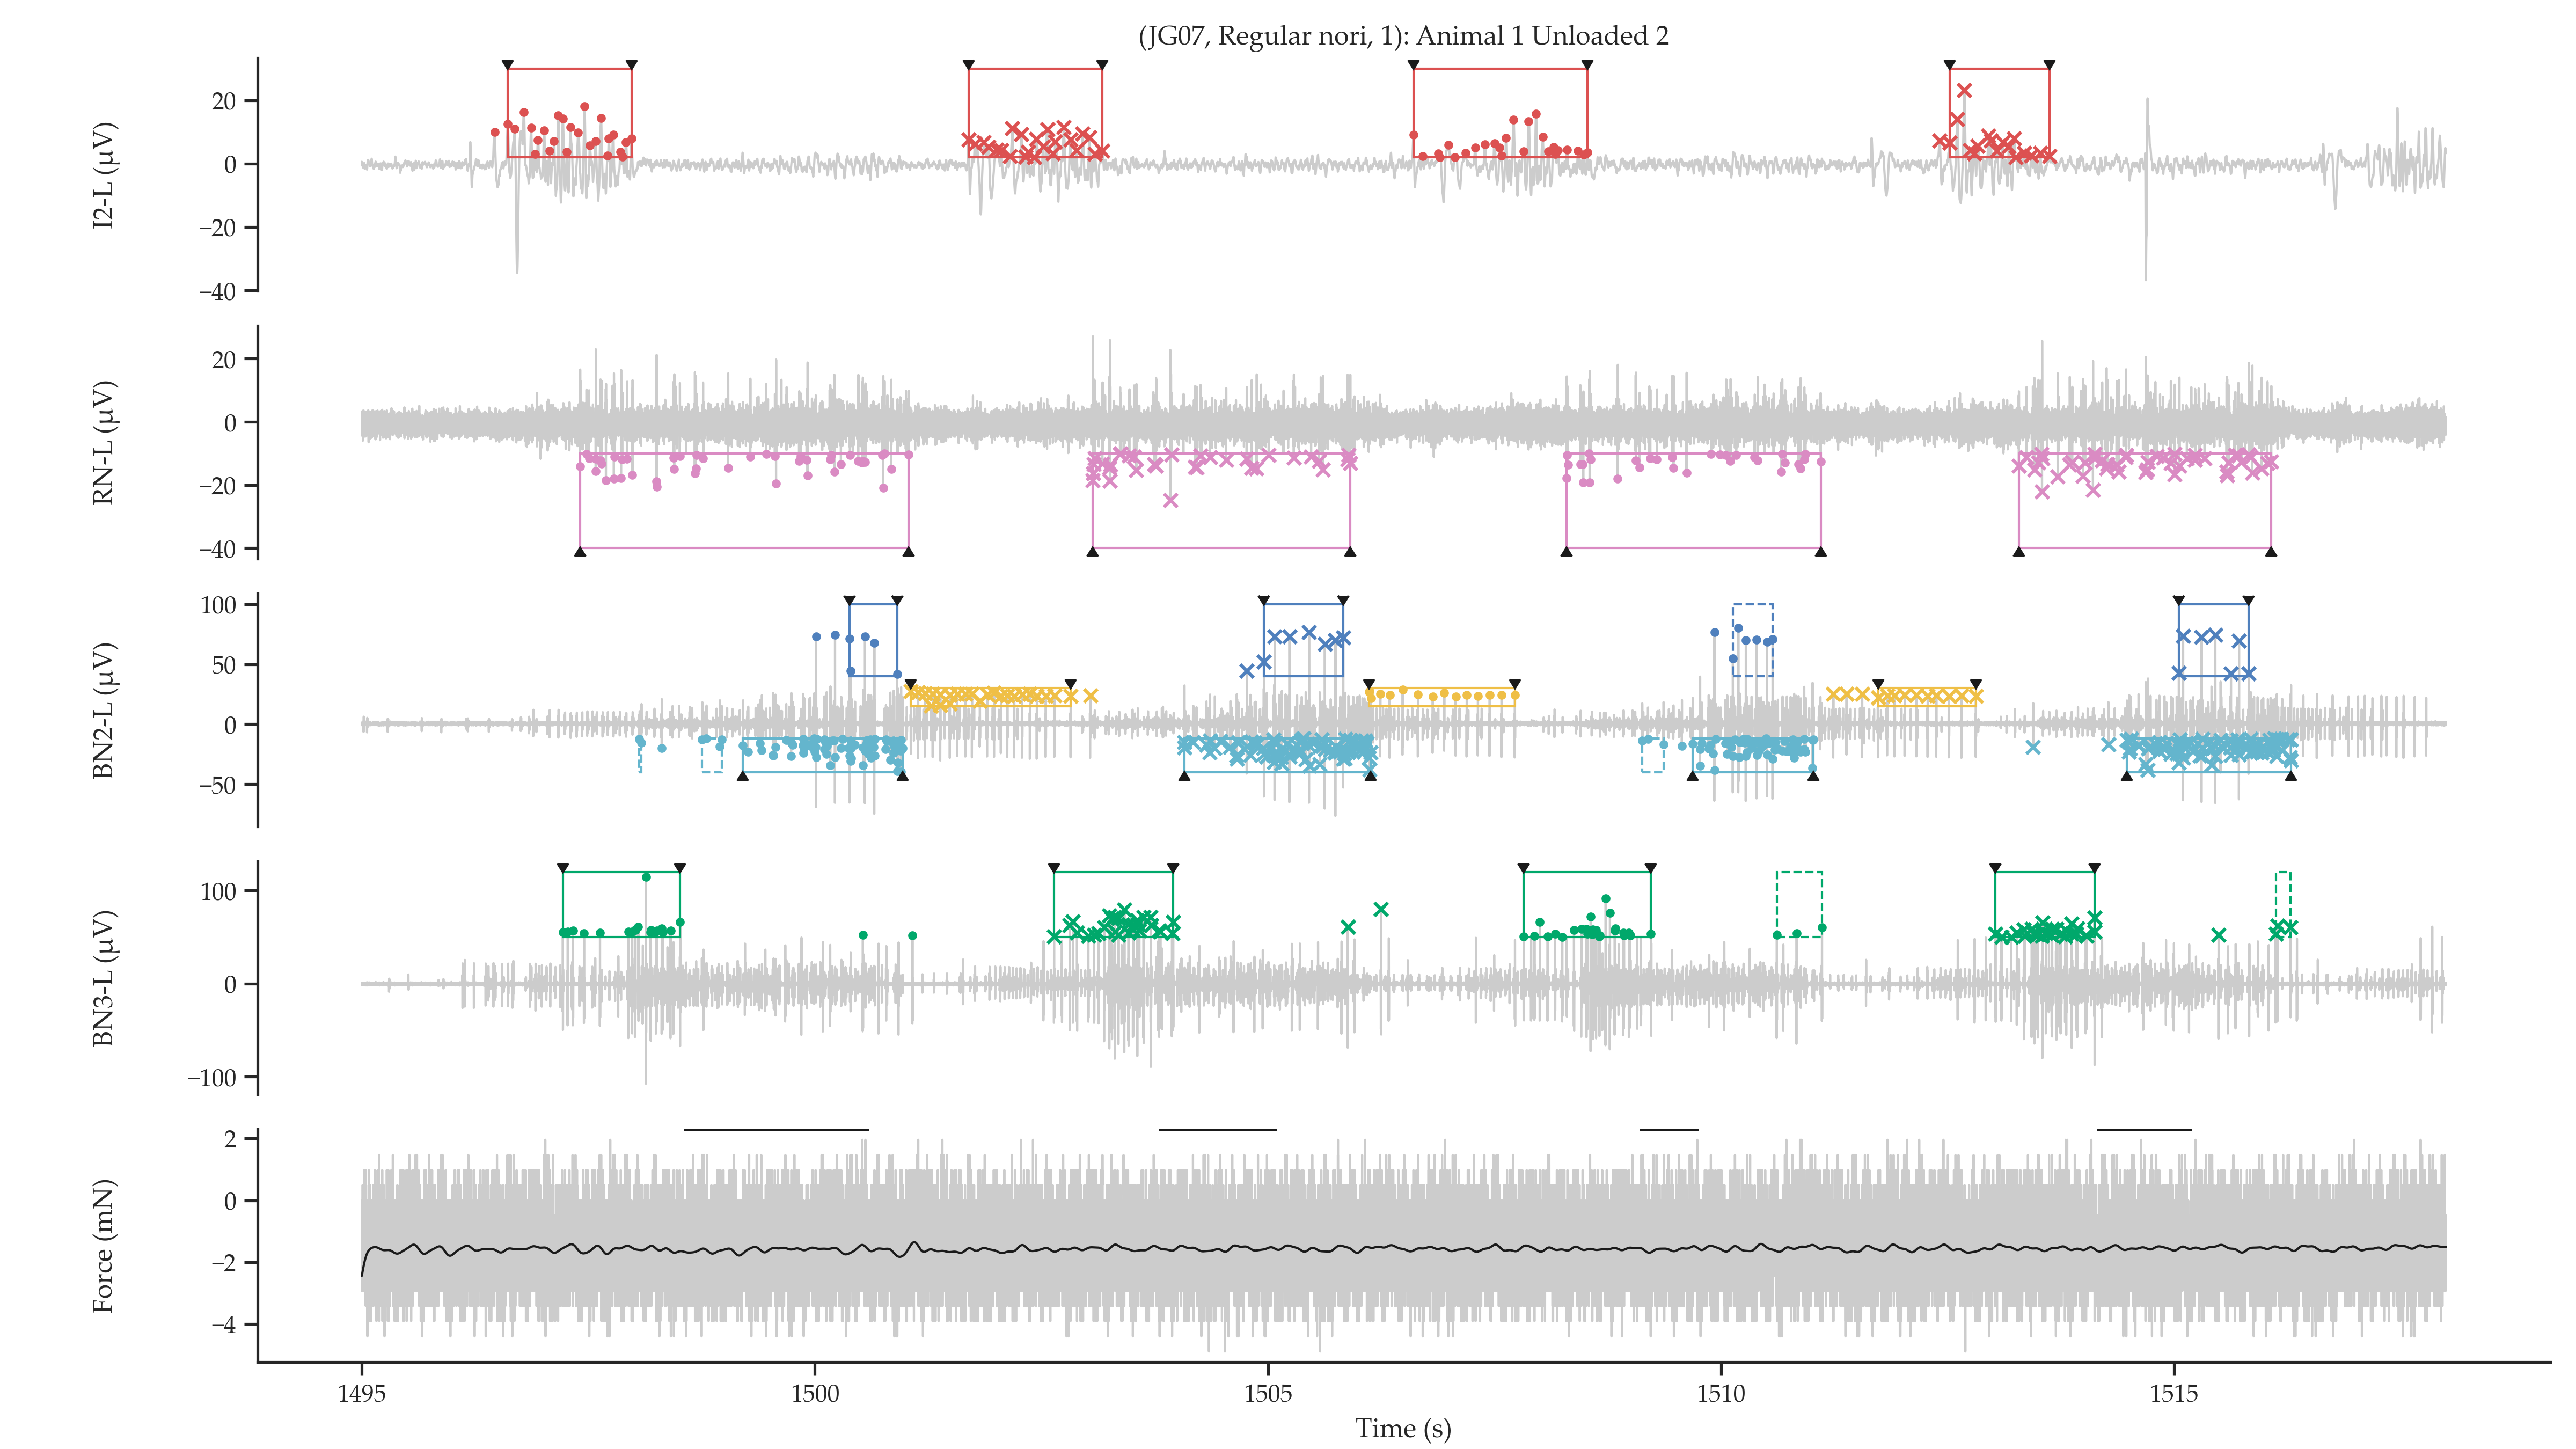 (JG07, Regular nori, 1): Animal 1 Unloaded 2
I2-L (µV)
20
0
−20
−40
RN-L (µV)
20
0
−20
−40
BN2-L (µV)
100
50
0
−50
BN3-L (µV)
100
0
−100
Force (mN)
2
0
−2
−4
1495 1500 1505 1510 1515
Time (s)